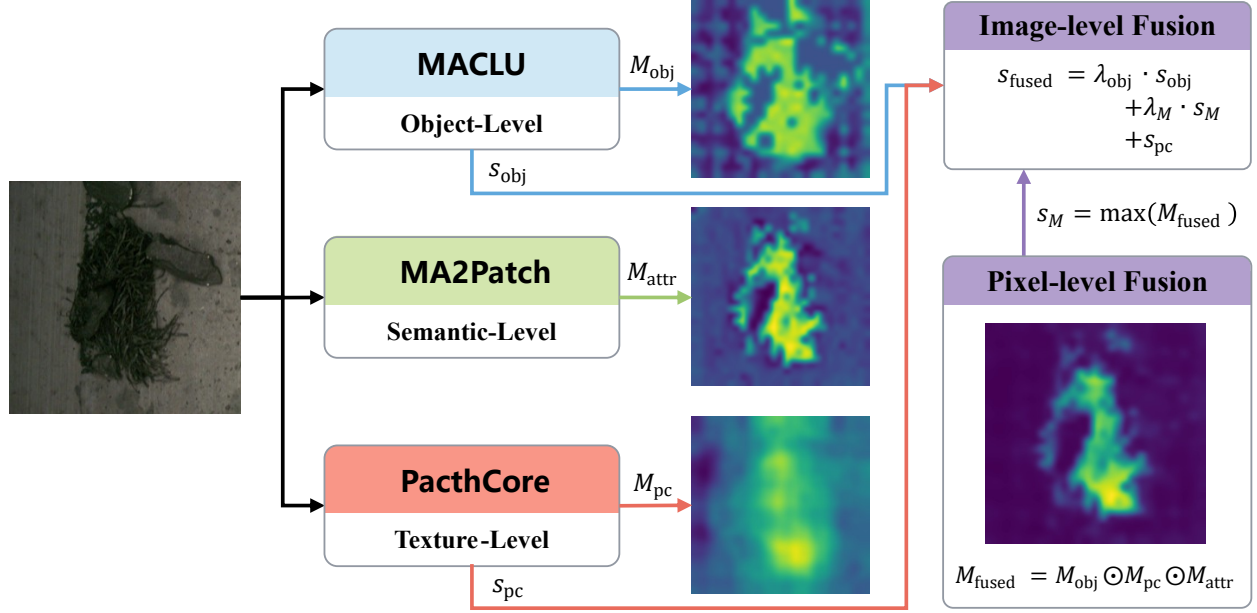 MACLU
Object-Level
M_obj
s_obj
MA2Patch
Semantic-Level
M_attr
PacthCore
Texture-Level
M_pc
s_pc
Image-level Fusion
s_fused = λ_obj · s_obj
+λ_M · s_M
+s_pc
s_M = max(M_fused )
Pixel-level Fusion
M_fused = M_obj ⊙ M_pc ⊙ M_attr